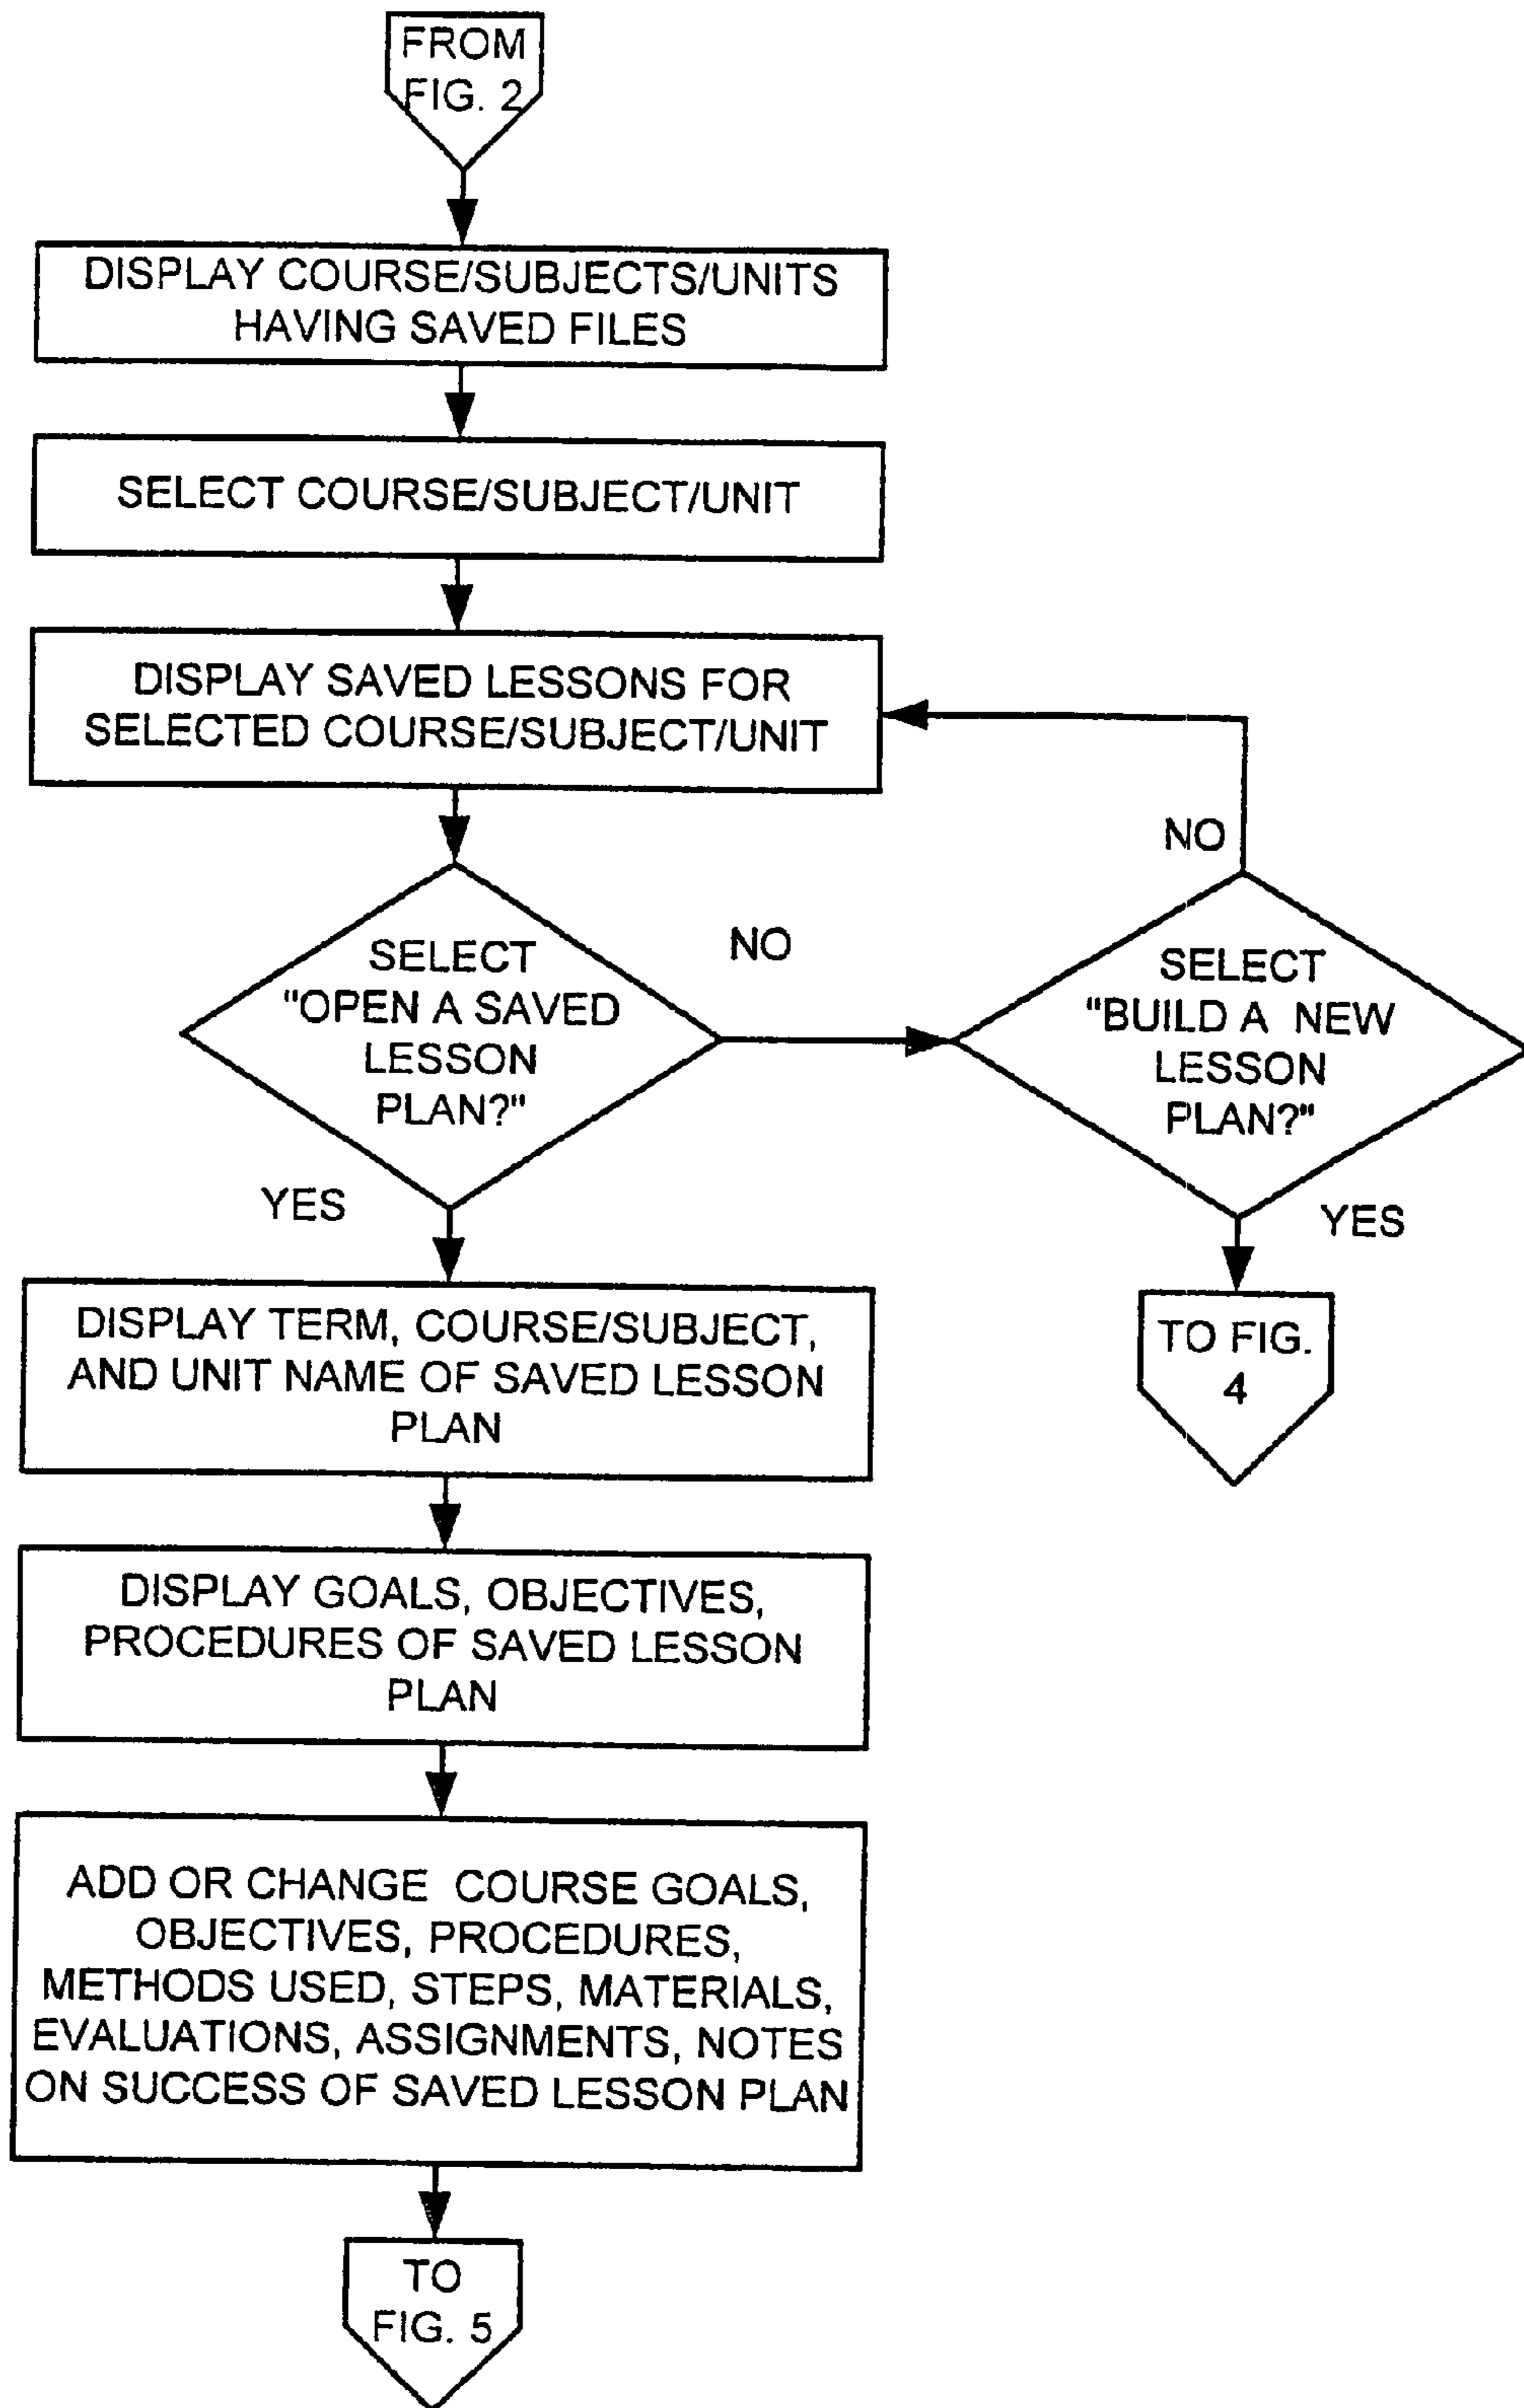 FROM
FIG. 2
DISPLAY COURSE/SUBJECTS/UNITS
HAVING SAVED FILES
SELECT COURSE/SUBJECT/UNIT
DISPLAY SAVED LESSONS FOR
SELECTED COURSE/SUBJECT/UNIT
NO
SELECT
"OPEN A SAVED
LESSON
PLAN?"
NO
SELECT
"BUILD A NEW
LESSON
PLAN?"
YES
YES
DISPLAY TERM, COURSE/SUBJECT,
AND UNIT NAME OF SAVED LESSON
PLAN
TO FIG.
4
DISPLAY GOALS, OBJECTIVES,
PROCEDURES OF SAVED LESSON
PLAN
ADD OR CHANGE COURSE GOALS,
OBJECTIVES, PROCEDURES,
METHODS USED, STEPS, MATERIALS,
EVALUATIONS, ASSIGNMENTS, NOTES
ON SUCCESS OF SAVED LESSON PLAN
TO
FIG. 5